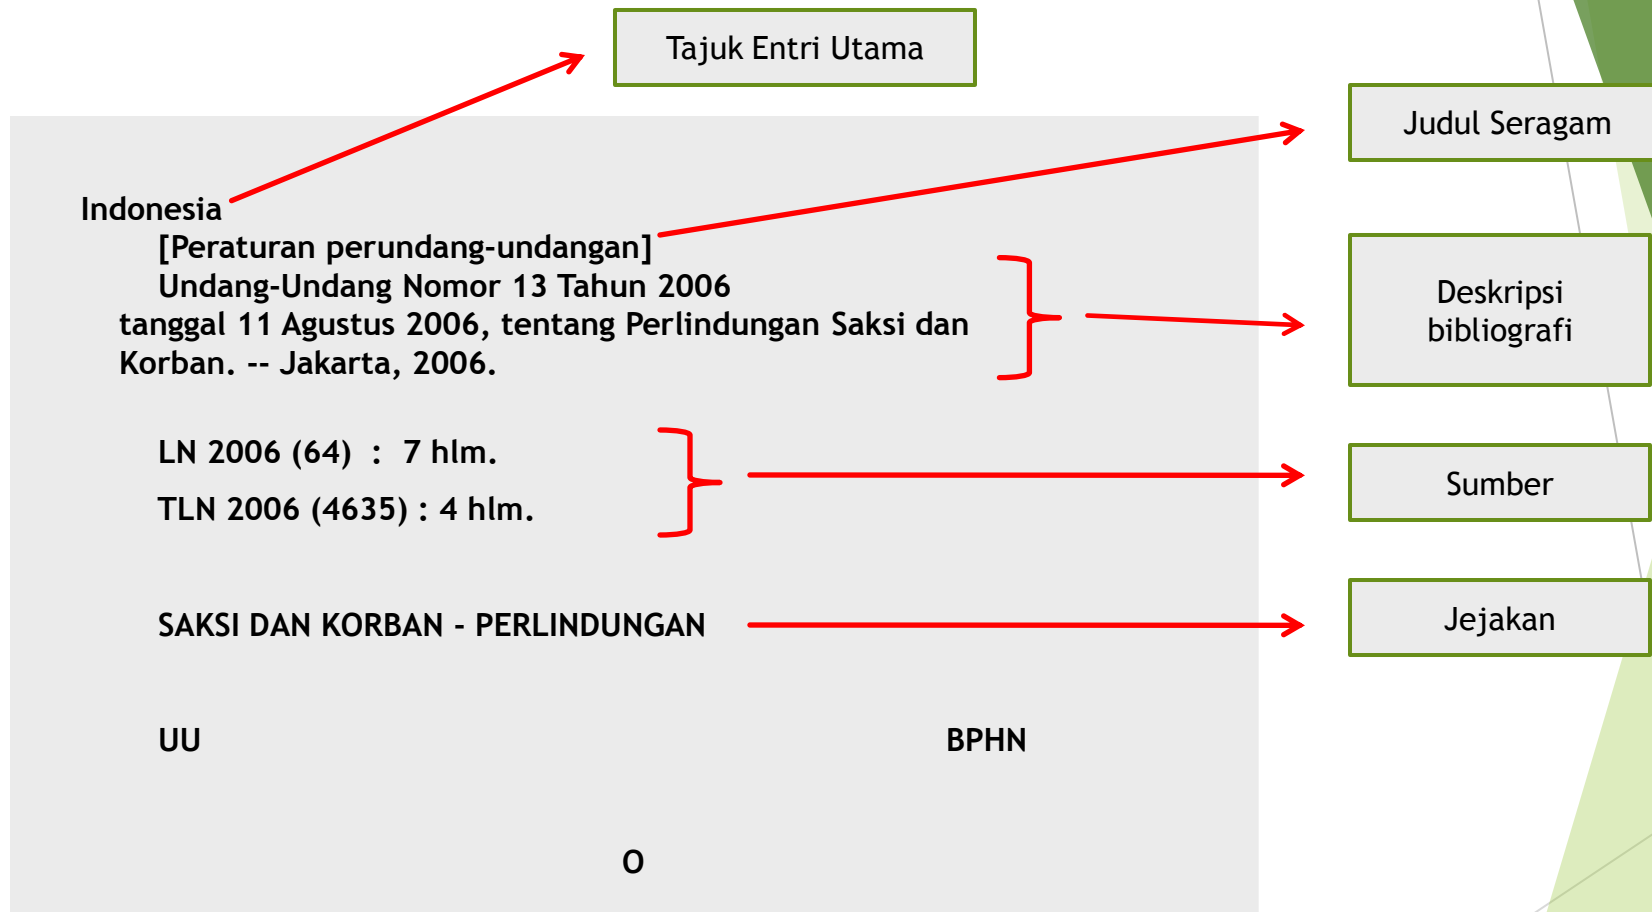 Tajuk Entri Utama
Judul Seragam
Indonesia
[Peraturan perundang-undangan]
Undang-Undang Nomor 13 Tahun 2006
tanggal 11 Agustus 2006, tentang Perlindungan Saksi dan
Korban. -- Jakarta, 2006.
Deskripsi
bibliografi
LN 2006 (64)  :  7 hlm.
TLN 2006 (4635) : 4 hlm.
Sumber
SAKSI DAN KORBAN - PERLINDUNGAN
Jejakan
UU
BPHN
O